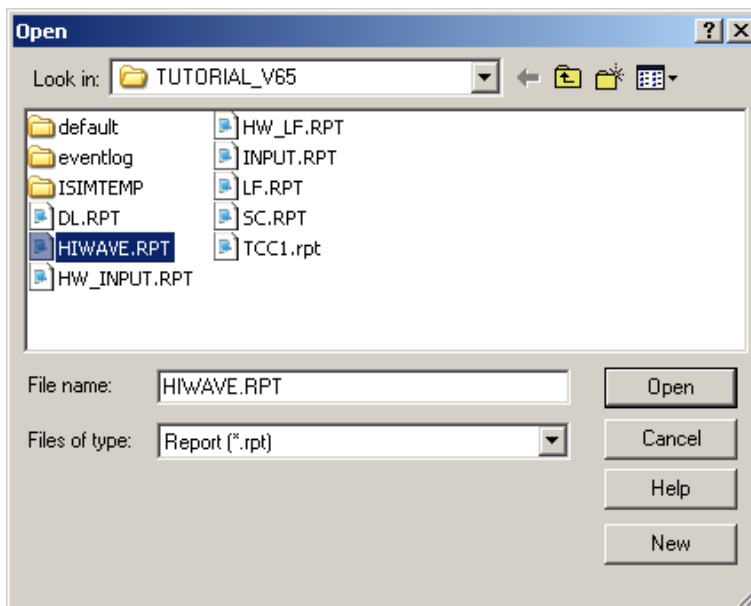 Open
Look in: TUTORIAL_V65
default
eventlog
ISIMTEMP
DL.RPT
HIWAVE.RPT
HW_INPUT.RPT
HW_LF.RPT
INPUT.RPT
LF.RPT
SC.RPT
TCC1.rpt
File name: HIWAVE.RPT
Open
Files of type: Report (*.rpt)
Cancel
Help
New